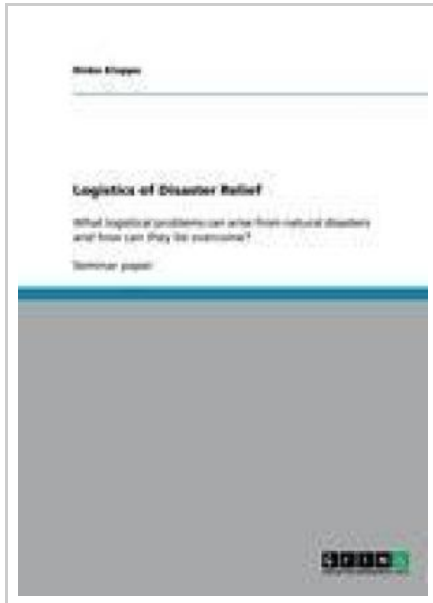 Logistics of Disaster Relief
What logistical problems can arise from natural disasters
and how can they be overcome?
Seminar paper
GRIN